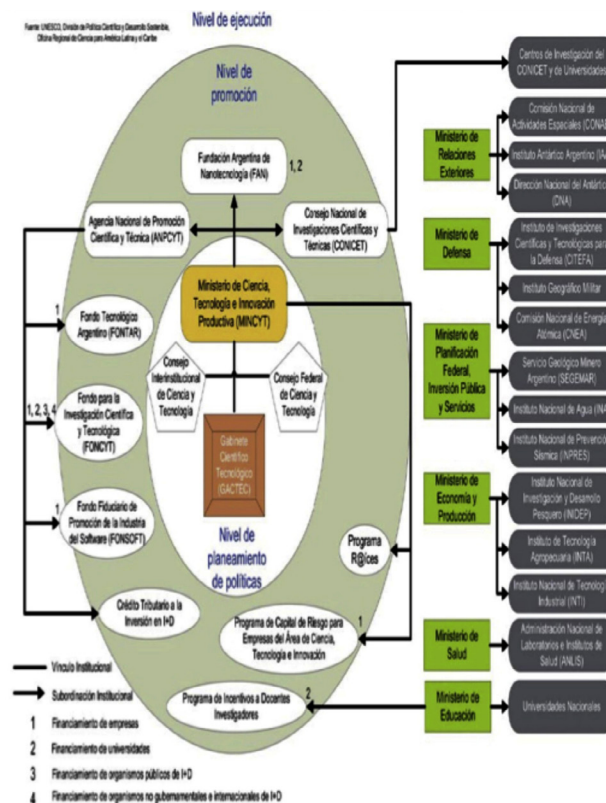 Nivel de ejecución
Fuente: UNESCO, División de Política Científica y Desarrollo Sostenible,
Oficina Regional de Ciencia para América Latina y el Caribe
Nivel de
promoción
Fundación Argentina de
Nanotecnología (FAN)
1, 2
Agencia Nacional de Promoción
Científica y Técnica (ANPCYT)
Consejo Nacional de
Investigaciones Científicas y
Técnicas (CONICET)
Ministerio de Ciencia,
Tecnología e Innovación
Productiva (MINCYT)
1
Fondo Tecnológico
Argentino (FONTAR)
Consejo
Interinstitucional
de Ciencia y
Tecnología
Consejo Federal
de Ciencia y
Tecnología
1, 2, 3, 4
Fondo para la
Investigación Científica
y Tecnológica
(FONCYT)
Gabinete
Científico
Tecnológico
(GACTEC)
1
Fondo Fiduciario de
Promoción de la Industria
del Software (FONSOFT)
Nivel de
planeamiento
de políticas
Programa
R@íces
Crédito Tributario a la
Inversión en I+D
Programa de Capital de Riesgo para
Empresas del Área de Ciencia,
Tecnología e Innovación
1
Programa de Incentivos a Docentes
Investigadores
2
Ministerio de
Relaciones
Exteriores
Ministerio de
Defensa
Ministerio de
Planificación
Federal,
Inversión Pública
y Servicios
Ministerio de
Economía y
Producción
Ministerio de
Salud
Ministerio de
Educación
Centros de Investigación del
CONICET y de Universidades
Comisión Nacional de
Actividades Espaciales
Instituto Antártico Argentino
Dirección Nacional del Antártico
(DNA)
Instituto de Investigaciones
Científicas y Tecnológicas para
la Defensa (CITEFA)
Instituto Geográfico Militar
Comisión Nacional de Energía
Atómica (CNEA)
Servicio Geológico Minero
Argentino (SEGEMAR)
Instituto Nacional de Agua
Instituto Nacional de Prevención
Sísmica (INPRES)
Instituto Nacional de
Investigación y Desarrollo
Pesquero (INIDEP)
Instituto de Tecnología
Agropecuaria (INTA)
Instituto Nacional de Tecnología
Industrial (INTI)
Administración Nacional de
Laboratorios e Institutos de
Salud (ANLIS)
Universidades Nacionales
Vínculo Institucional
Subordinación Institucional
1 Financiamiento de empresas
2 Financiamiento de universidades
3 Financiamiento de organismos públicos de I+D
4 Financiamiento de organismos no gubernamentales e internacionales de I+D